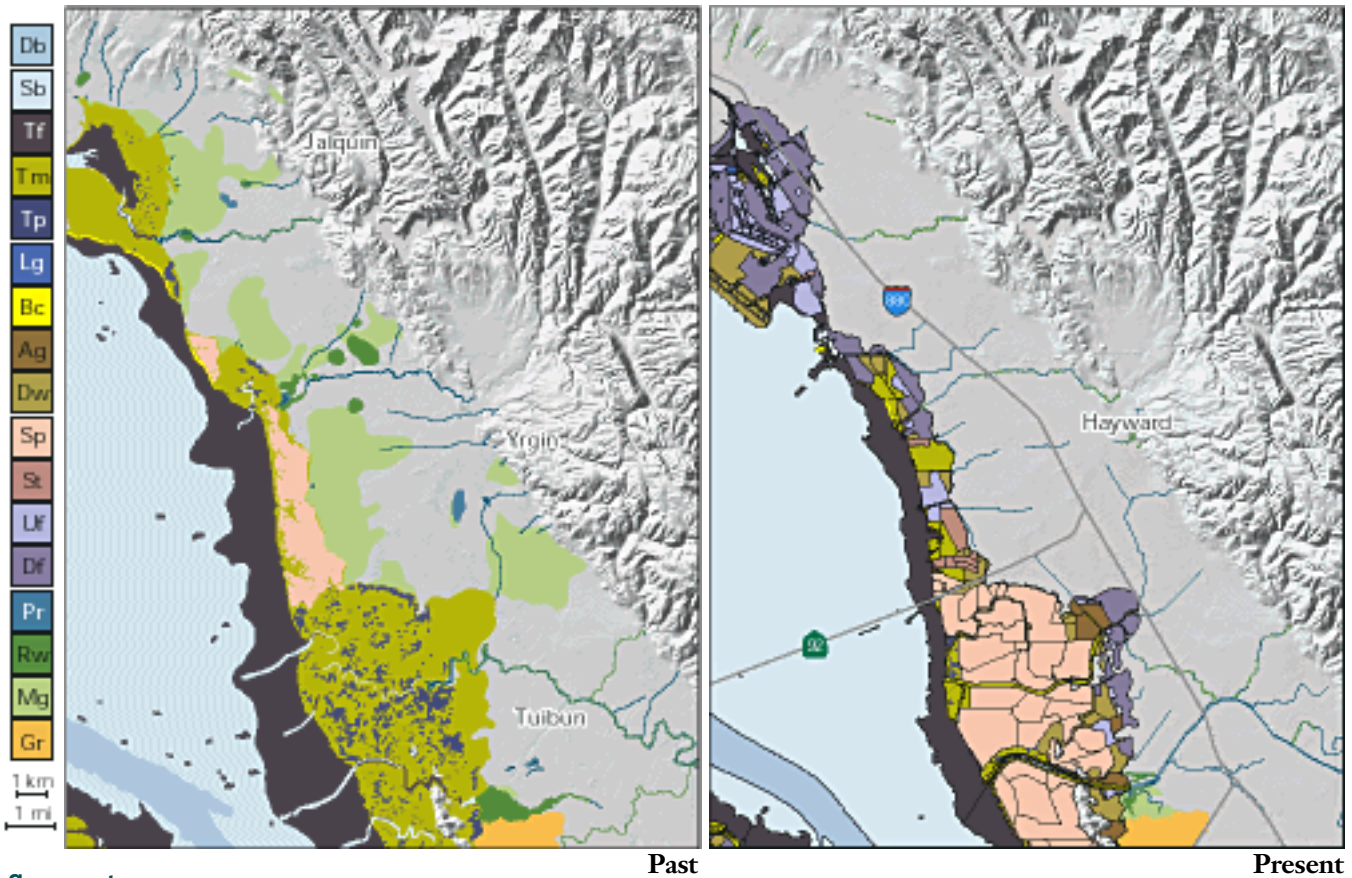 Db
Sb
Tf
Tm
Tp
Lg
Bc
Ag
Dw
Sp
St
Uf
Df
Pr
Rw
Mg
Gr
1 km
1 mi
Jalquin
Yrgin
Tuibun
880
Hayward
92
Past
Present